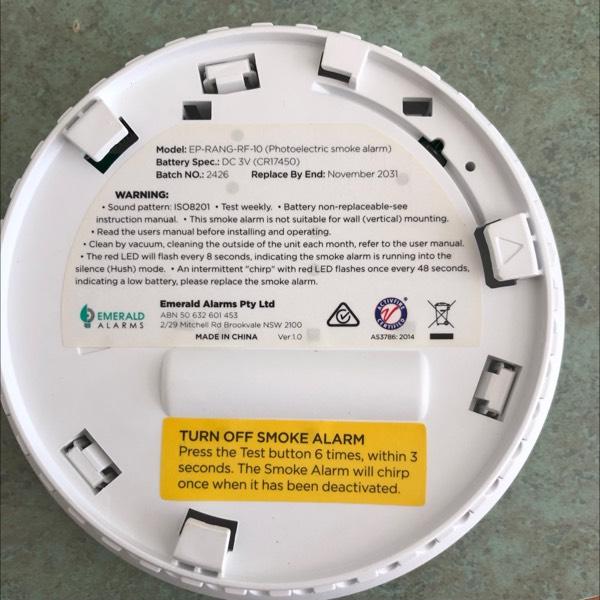 Model: EP-RANG-RF-10 (Photoelectric smoke alarm)
Battery Spec.: DC 3V (CR17450)
Batch NO.: 2426 Replace By End: November 2031
WARNING:
• Sound pattern: ISO8201 • Test weekly. • Battery non-replaceable-see
instruction manual. • This smoke alarm is not suitable for wall (vertical) mounting.
• Read the users manual before installing and operating.
• Clean by vacuum, cleaning the outside of the unit each month, refer to the user manual.
• The red LED will flash every 8 seconds, indicating the smoke alarm is running into the
silence (Hush) mode. • An intermittent "chirp" with red LED flashes once every 48 seconds,
indicating a low battery, please replace the smoke alarm.
EMERALD
ALARMS
Emerald Alarms Pty Ltd
ABN 50 632 601 453
2/29 Mitchell Rd Brookvale NSW 2100
MADE IN CHINA Ver1.0
ACTIVFIRE
CERTIFIED
AS3786: 2014
TURN OFF SMOKE ALARM
Press the Test button 6 times, within 3
seconds. The Smoke Alarm will chirp
once when it has been deactivated.